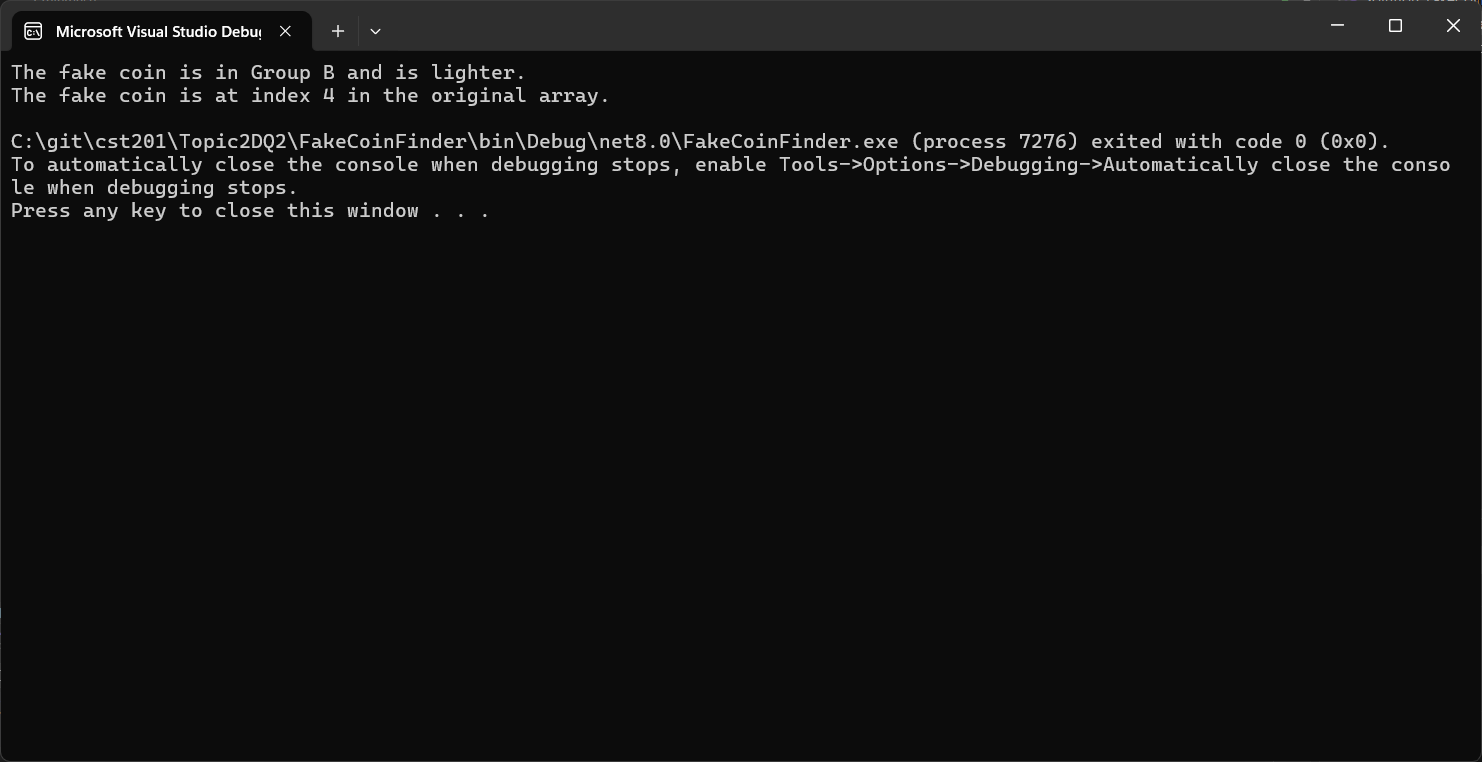 Microsoft Visual Studio Debu
The fake coin is in Group B and is lighter.
The fake coin is at index 4 in the original array.
C:\git\cst201\Topic2DQ2\FakeCoinFinder\bin\Debug\net8.0\FakeCoinFinder.exe (process 7276) exited with code 0 (0x0).
To automatically close the console when debugging stops, enable Tools->Options->Debugging->Automatically close the conso
le when debugging stops.
Press any key to close this window . . .